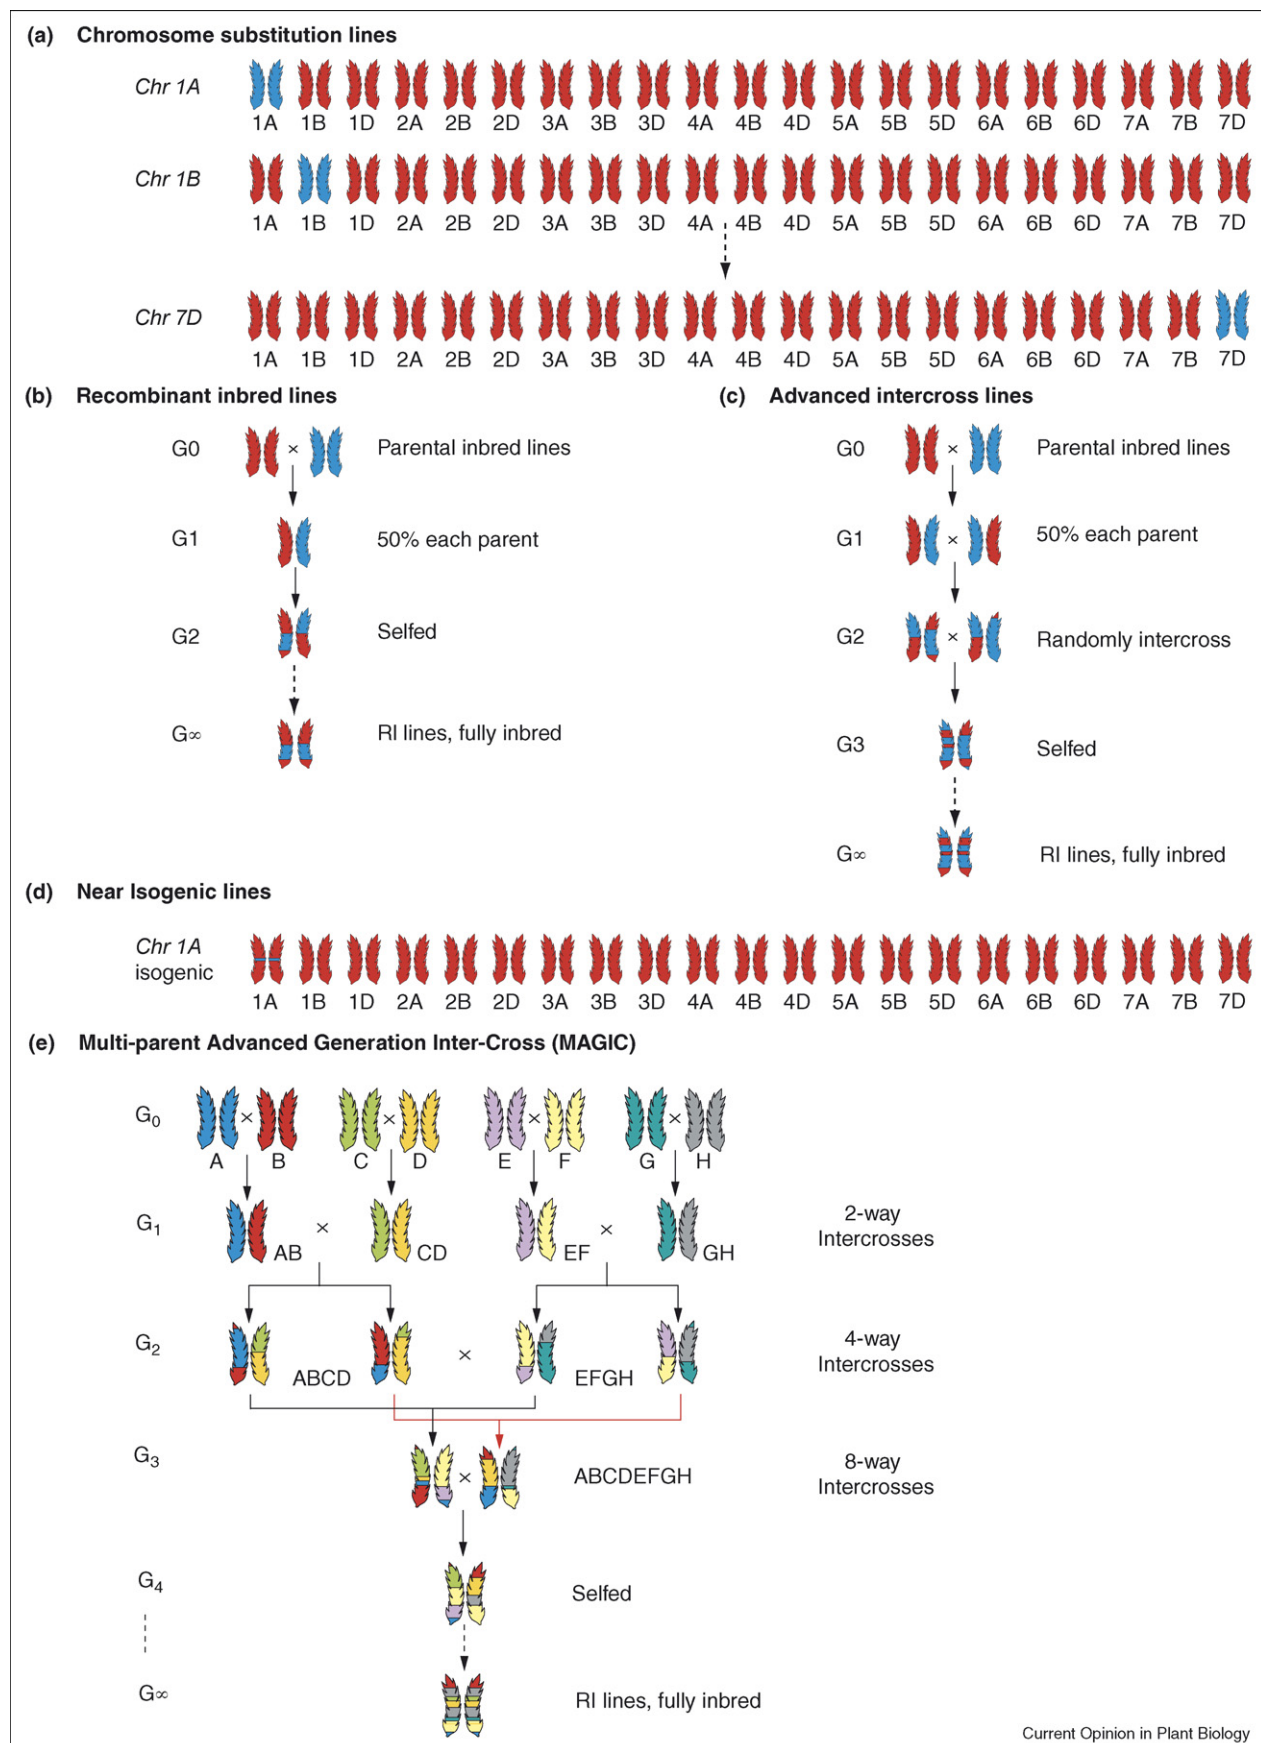 (a) Chromosome substitution lines
Chr 1A
1A 1B 1D 2A 2B 2D 3A 3B 3D 4A 4B 4D 5A 5B 5D 6A 6B 6D 7A 7B 7D
Chr 1B
1A 1B 1D 2A 2B 2D 3A 3B 3D 4A 4B 4D 5A 5B 5D 6A 6B 6D 7A 7B 7D
Chr 7D
1A 1B 1D 2A 2B 2D 3A 3B 3D 4A 4B 4D 5A 5B 5D 6A 6B 6D 7A 7B 7D
(b) Recombinant inbred lines
G0 × Parental inbred lines
G1 50% each parent
G2 Selfed
G∞ RI lines, fully inbred
(c) Advanced intercross lines
G0 × Parental inbred lines
G1 × 50% each parent
G2 × Randomly intercross
G3 Selfed
G∞ RI lines, fully inbred
(d) Near Isogenic lines
Chr 1A
isogenic
1A 1B 1D 2A 2B 2D 3A 3B 3D 4A 4B 4D 5A 5B 5D 6A 6B 6D 7A 7B 7D
(e) Multi-parent Advanced Generation Inter-Cross (MAGIC)
G0 × × × ×
A B C D E F G H
G1 × × 2-way
Intercrosses
AB CD EF GH
G2 × 4-way
Intercrosses
ABCD EFGH
G3 × ABCDEFGH 8-way
Intercrosses
G4 Selfed
G∞ RI lines, fully inbred
Current Opinion in Plant Biology